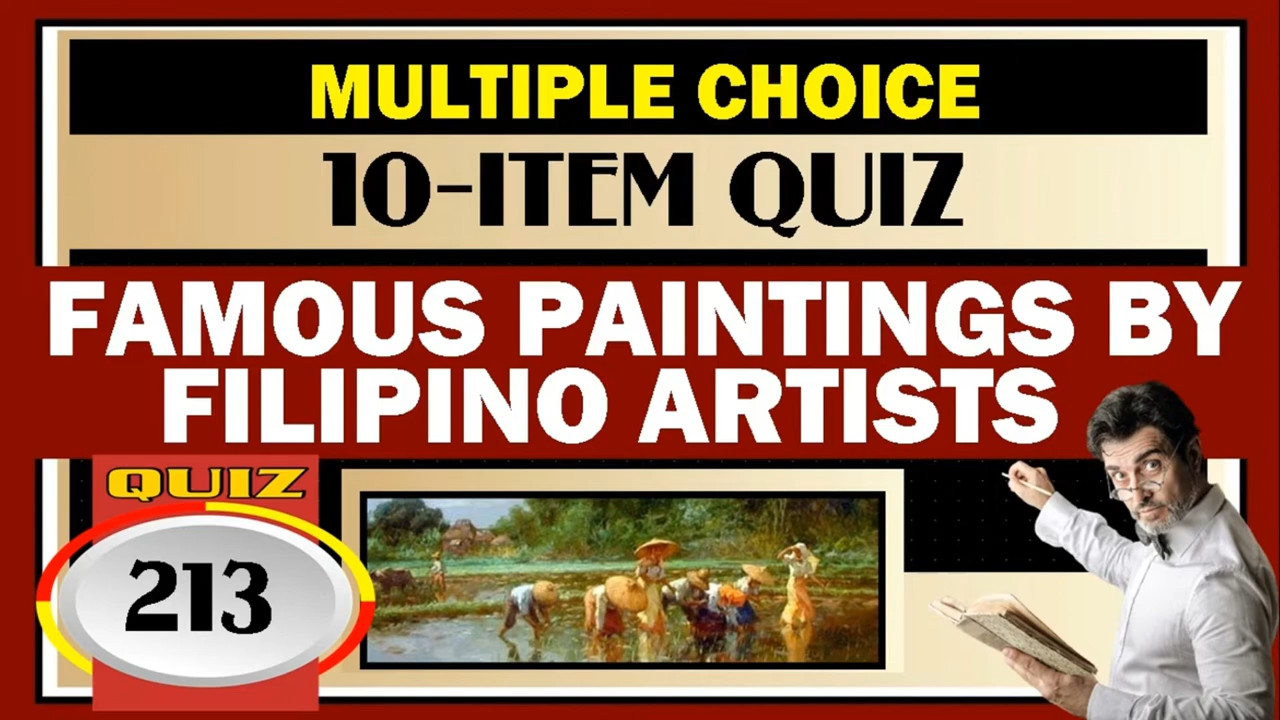 MULTIPLE CHOICE
10-ITEM QUIZ
FAMOUS PAINTINGS BY
FILIPINO ARTISTS
QUIZ
213